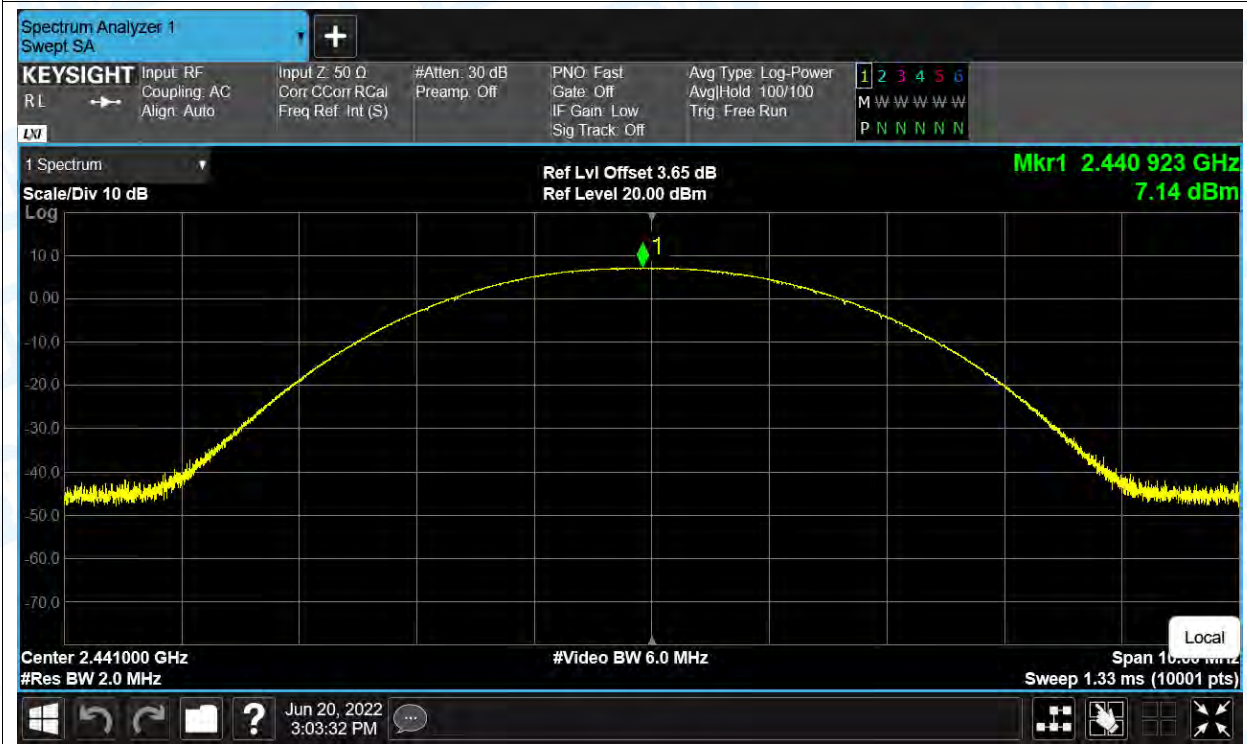 Spectrum Analyzer 1
Swept SA
KEYSIGHT
RL
LXI
Input: RF
Coupling: AC
Align: Auto
Input Z: 50 Ω
Corr CCorr RCal
Freq Ref: Int (S)
#Atten: 30 dB
Preamp: Off
PNO: Fast
Gate: Off
IF Gain: Low
Sig Track: Off
Avg Type: Log-Power
Avg|Hold: 100/100
Trig: Free Run
1 2 3 4 5 6
M W W W W W
P N N N N N
1 Spectrum
Scale/Div 10 dB
Log
Ref Lvl Offset 3.65 dB
Ref Level 20.00 dBm
Mkr1 2.440 923 GHz
7.14 dBm
1
10.0
0.00
-10.0
-20.0
-30.0
-40.0
-50.0
-60.0
-70.0
Local
Center 2.441000 GHz
#Res BW 2.0 MHz
#Video BW 6.0 MHz
Span 10.00 MHz
Sweep 1.33 ms (10001 pts)
?
Jun 20, 2022
3:03:32 PM